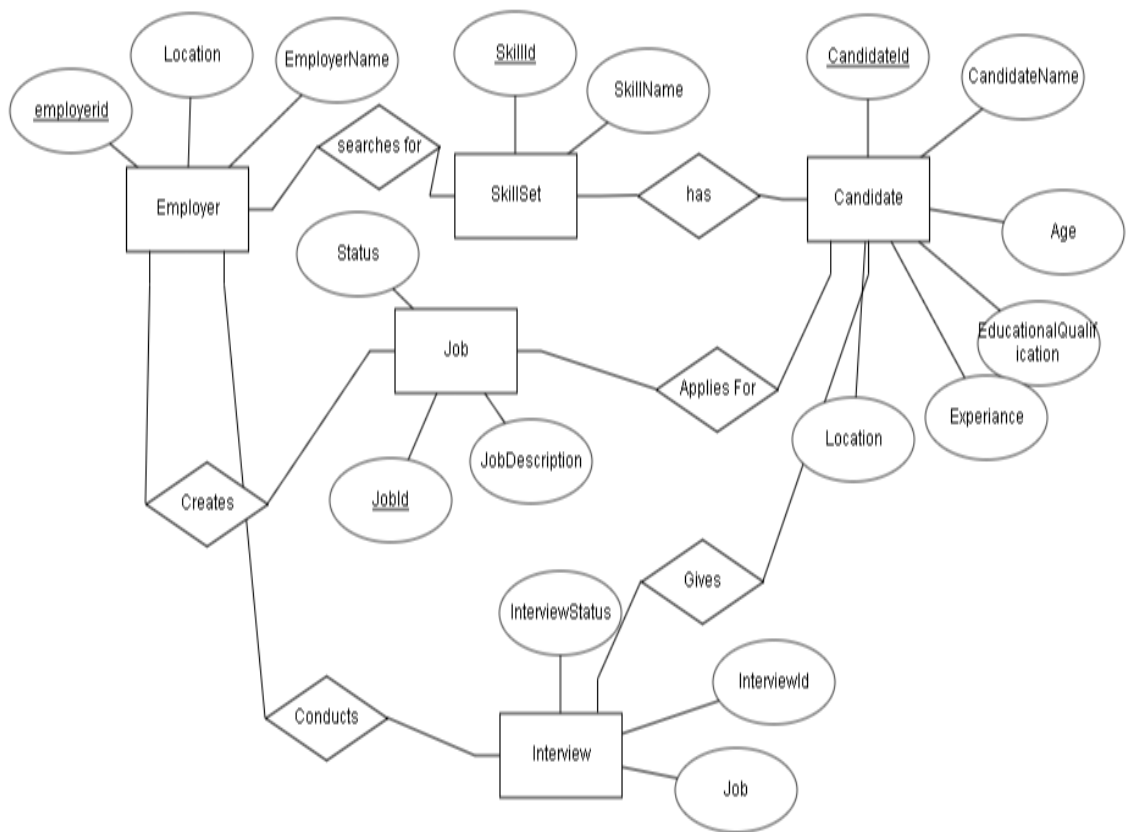 Location
EmployerName
employerid
SkillId
SkillName
CandidateId
CandidateName
searches for
Employer
SkillSet
has
Candidate
Age
Status
Job
Applies For
EducationalQualif
ication
Experiance
Location
JobDescription
JobId
Creates
Gives
InterviewStatus
InterviewId
Conducts
Interview
Job